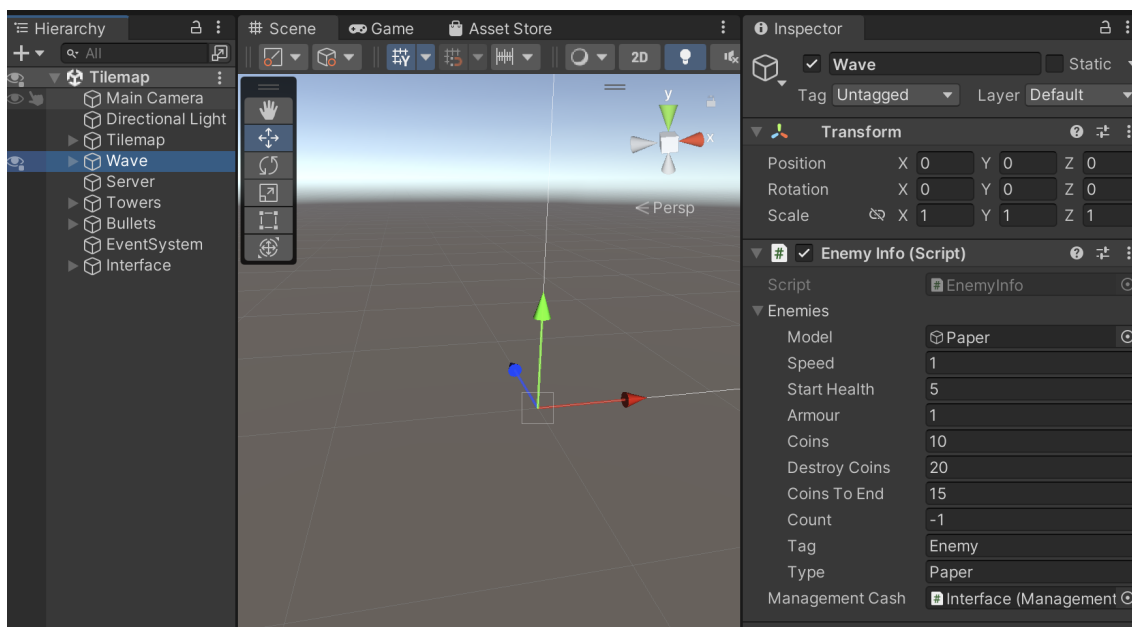 Hierarchy
Scene Game Asset Store
Inspector
All
2D
Tilemap
Main Camera
Directional Light
Tilemap
Wave
Server
Towers
Bullets
EventSystem
Interface
y
x
Persp
Wave Static
Tag Untagged Layer Default
Transform
Position X 0 Y 0 Z 0
Rotation X 0 Y 0 Z 0
Scale X 1 Y 1 Z 1
# Enemy Info (Script)
Script # EnemyInfo
Enemies
Model Paper
Speed 1
Start Health 5
Armour 1
Coins 10
Destroy Coins 20
Coins To End 15
Count -1
Tag Enemy
Type Paper
Management Cash # Interface (Management